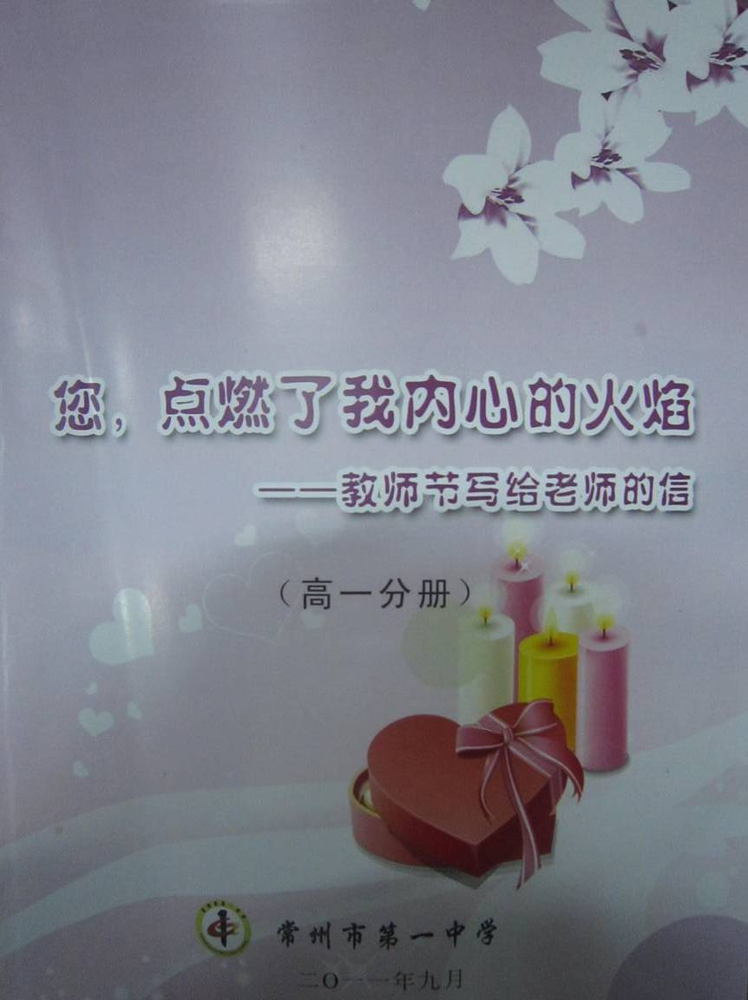 您，点燃了我内心的火焰
——教师节写给老师的信
（高一分册）
常州市第一中学
二O一一年九月